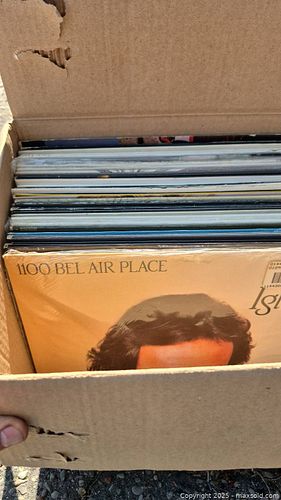 1100 BEL AIR PLACE
Copyright 2025 - maxsold.com